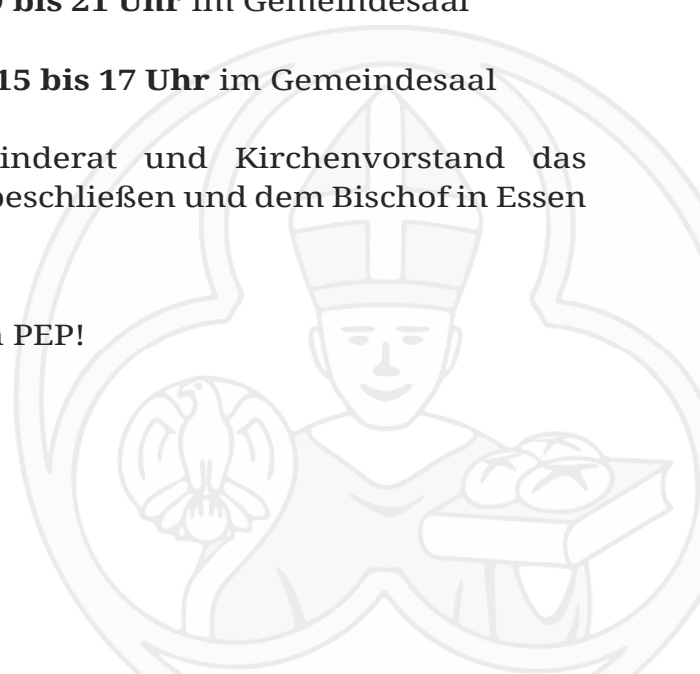 bis 21 Uhr im Gemeindesaal
15 bis 17 Uhr im Gemeindesaal
inderat und Kirchenvorstand das
beschließen und dem Bischof in Essen
PEP!